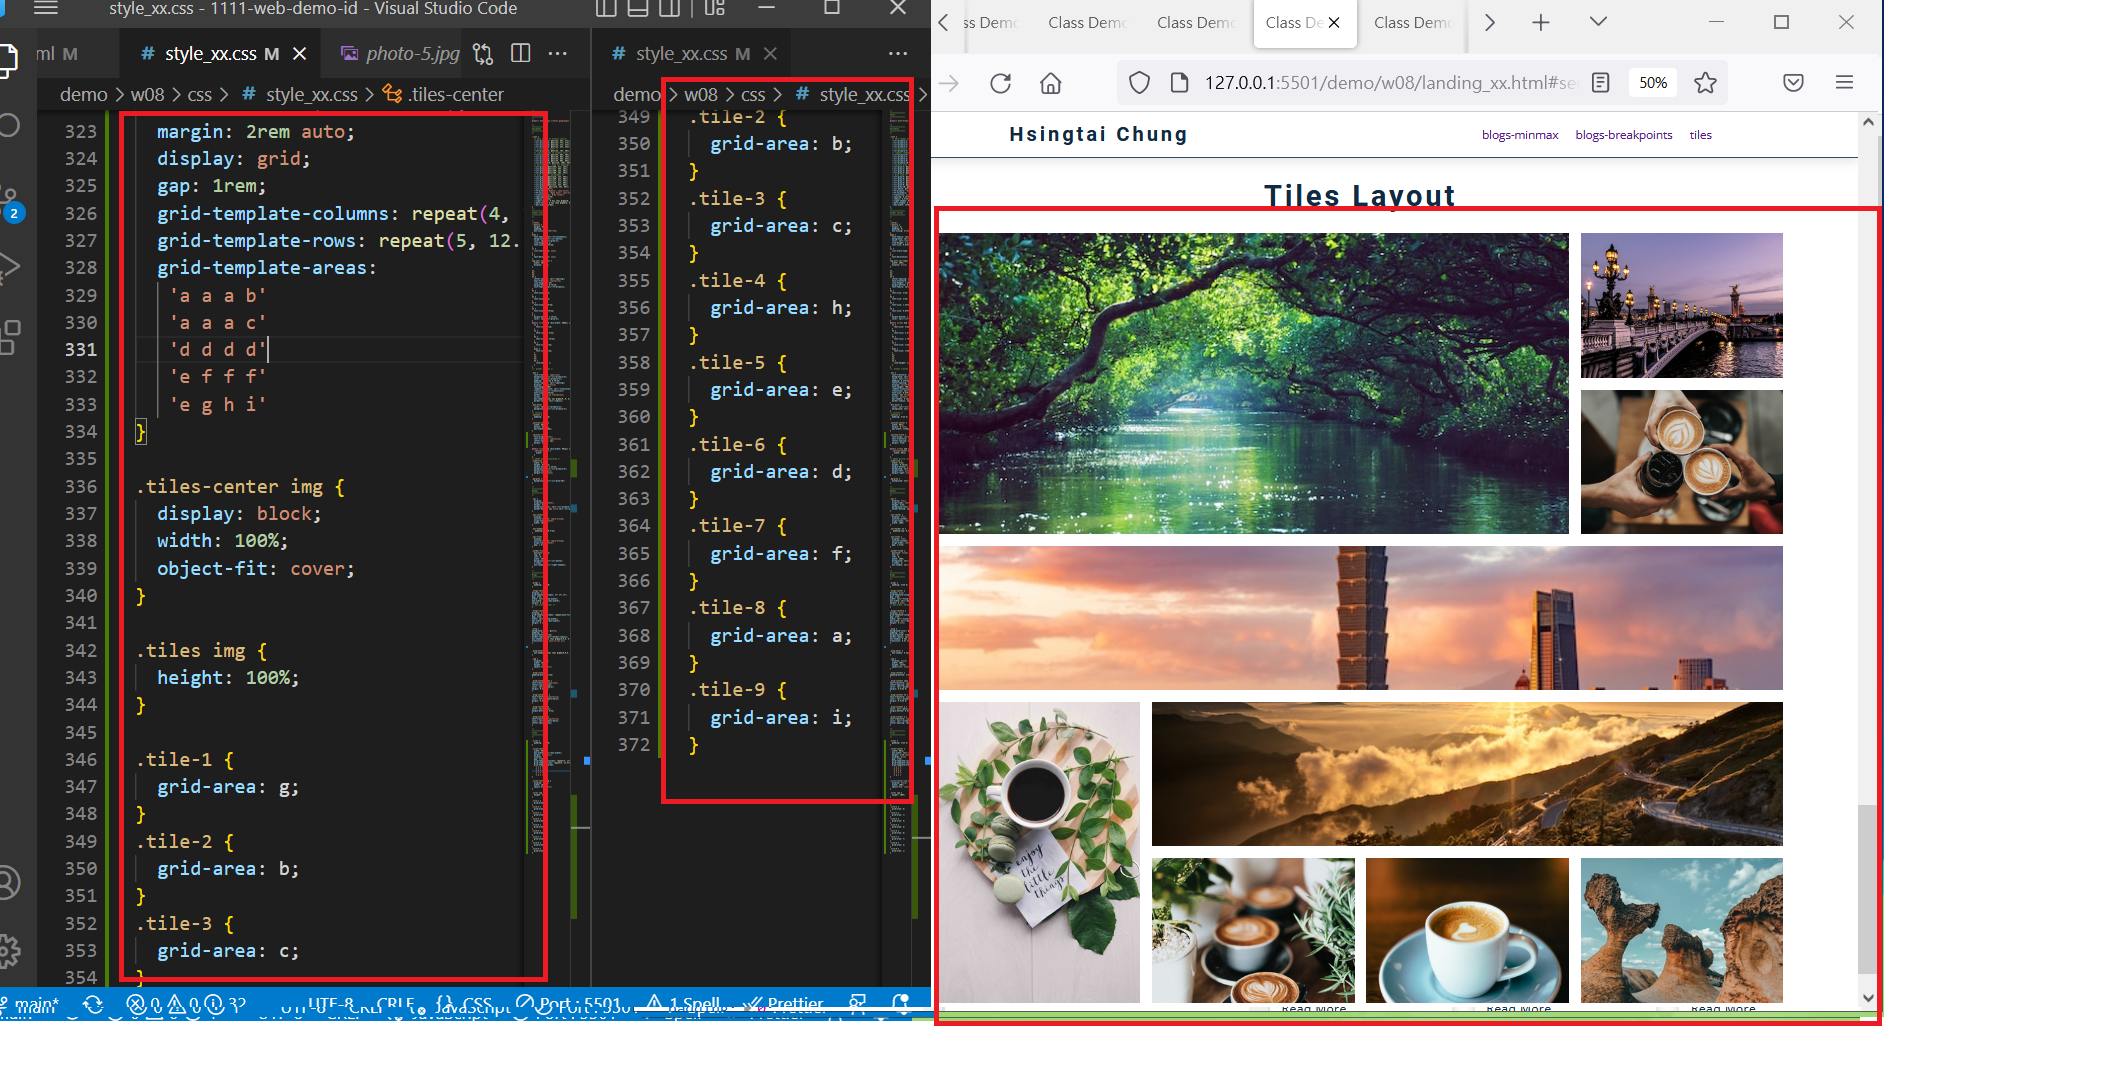 style_xx.css - 1111-web-demo-id - Visual Studio Code
ml M
# style_xx.css M
photo-5.jpg
demo > w08 > css > # style_xx.css > .tiles-center
323 margin: 2rem auto;
324 display: grid;
325 gap: 1rem;
326 grid-template-columns: repeat(4,
327 grid-template-rows: repeat(5, 12.
328 grid-template-areas:
329 'a a a b'
330 'a a a c'
331 'd d d d'
332 'e f f f'
333 'e g h i'
334 }
335
336 .tiles-center img {
337 display: block;
338 width: 100%;
339 object-fit: cover;
340 }
341
342 .tiles img {
343 height: 100%;
344 }
345
346 .tile-1 {
347 grid-area: g;
348 }
349 .tile-2 {
350 grid-area: b;
351 }
352 .tile-3 {
353 grid-area: c;
354 }
2
main* 0 0 32 UTF-8 CRLF {} CSS Port : 5501 1 Spell Prettier
# style_xx.css M
demo > w08 > css > # style_xx.css >
349 .tile-2 {
350 grid-area: b;
351 }
352 .tile-3 {
353 grid-area: c;
354 }
355 .tile-4 {
356 grid-area: h;
357 }
358 .tile-5 {
359 grid-area: e;
360 }
361 .tile-6 {
362 grid-area: d;
363 }
364 .tile-7 {
365 grid-area: f;
366 }
367 .tile-8 {
368 grid-area: a;
369 }
370 .tile-9 {
371 grid-area: i;
372 }
ss Demo
Class Demo
Class Demo
Class De
Class Demo
127.0.0.1:5501/demo/w08/landing_xx.html#se
50%
Hsingtai Chung
blogs-minmax blogs-breakpoints tiles
Tiles Layout
enjoy
the
little
things
Read More Read More Read More